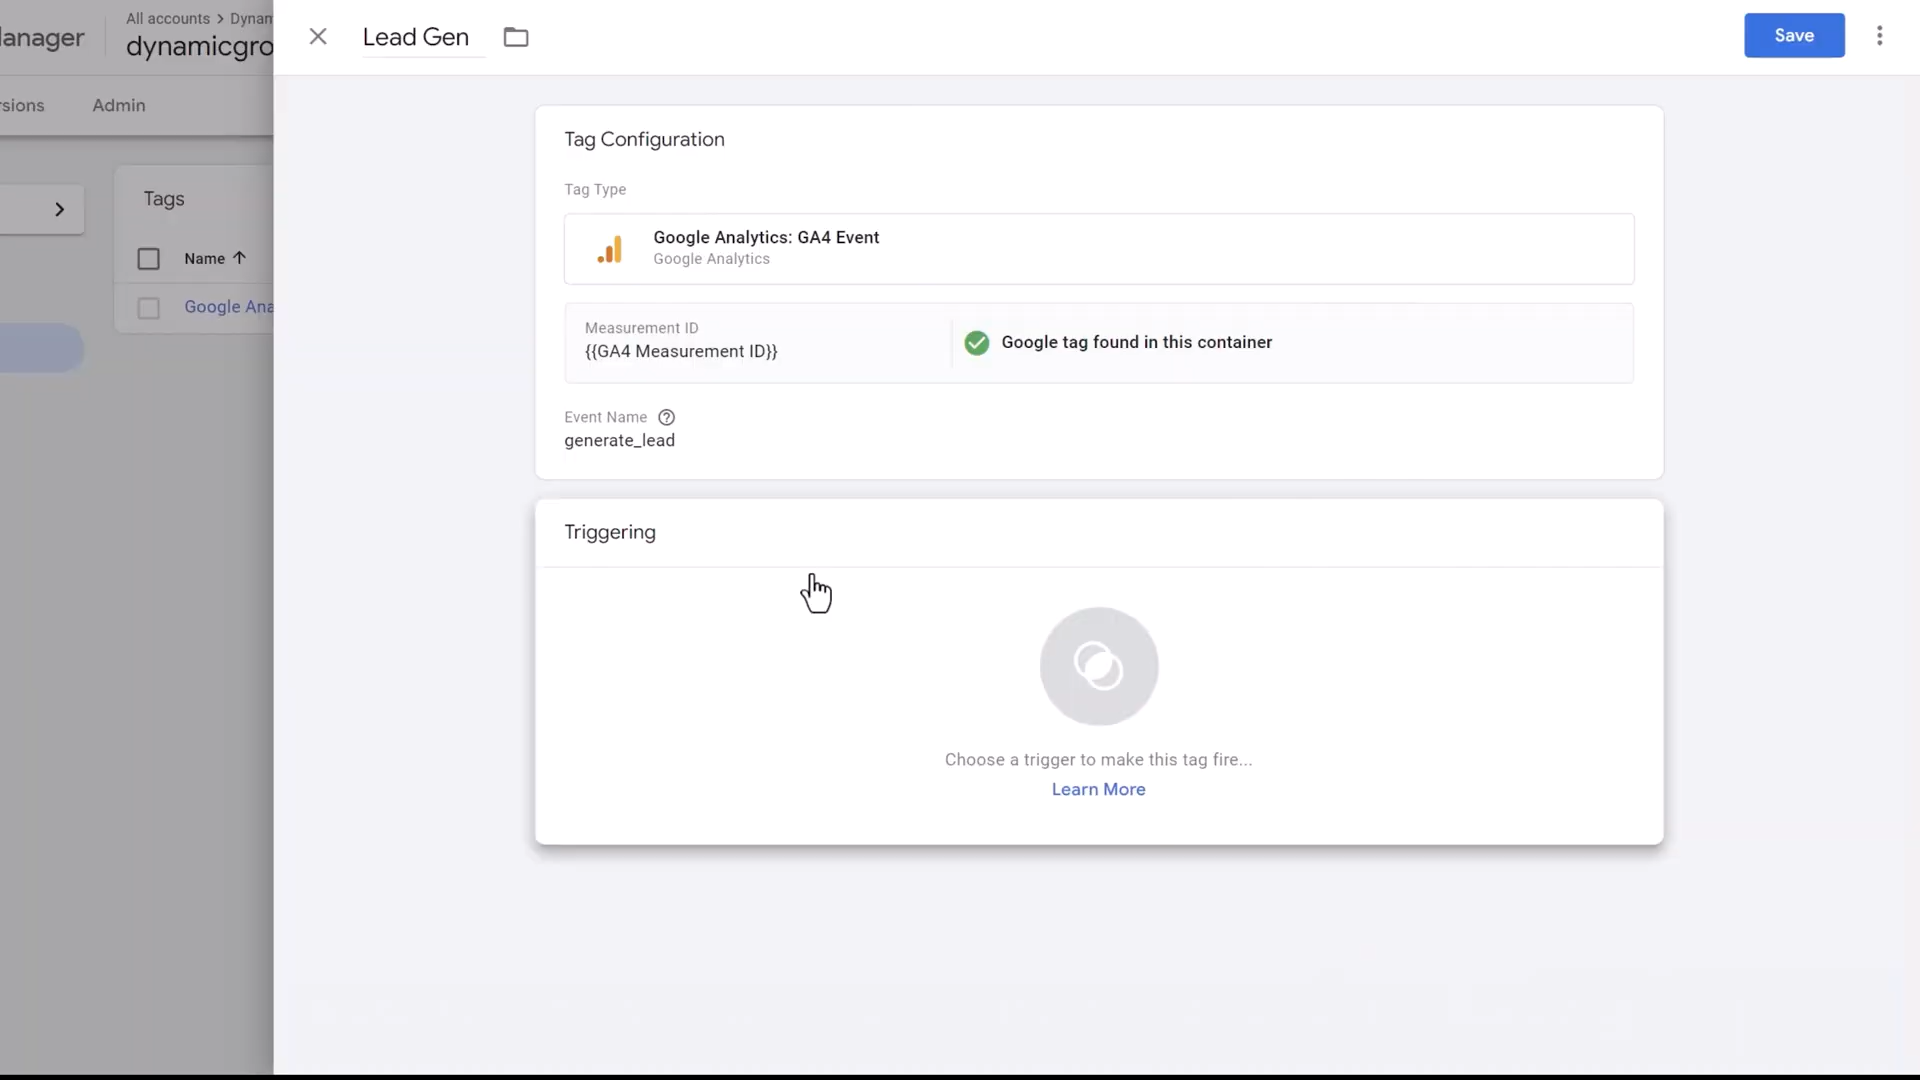 anager
All accounts > Dynam
dynamicgro
Lead Gen
Save
rsions
Admin
Tags
Name
Google Ana
Tag Configuration
Tag Type
Google Analytics: GA4 Event
Google Analytics
Measurement ID
{{GA4 Measurement ID}}
Google tag found in this container
Event Name
generate_lead
Triggering
Choose a trigger to make this tag fire...
Learn More